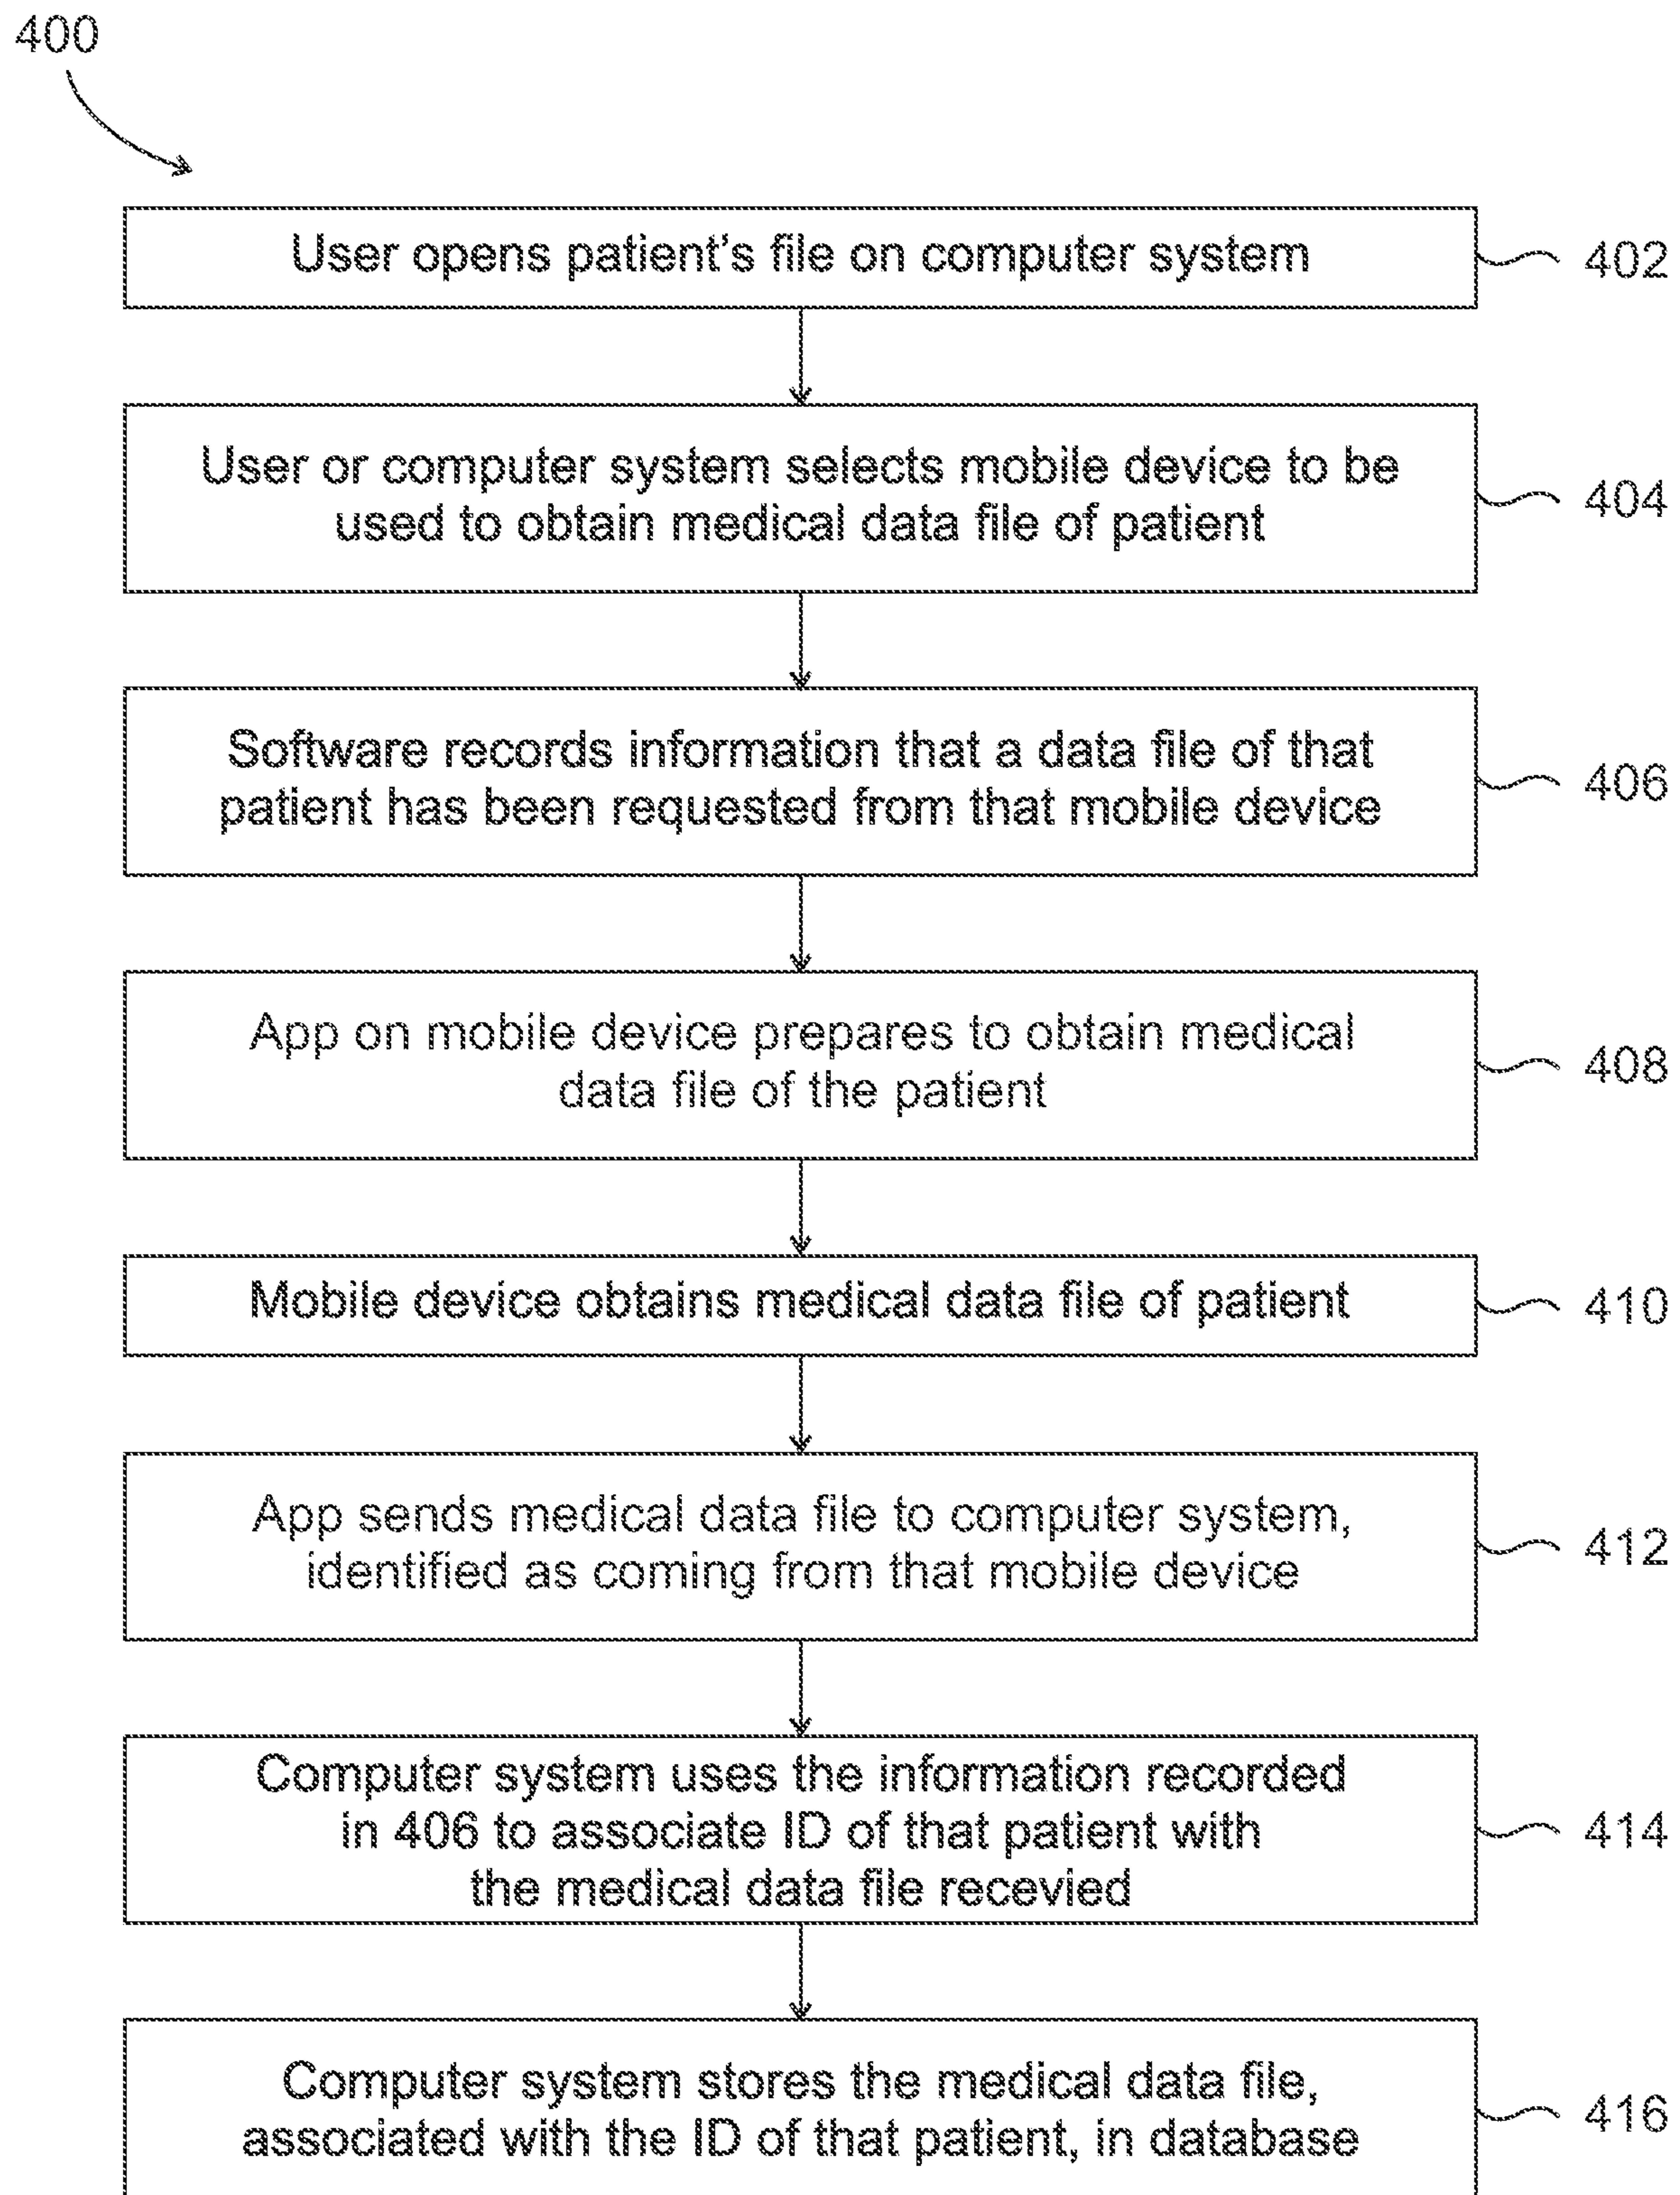 400
User opens patient's file on computer system
402
User or computer system selects mobile device to be
used to obtain medical data file of patient
404
Software records information that a data file of that
patient has been requested from that mobile device
406
App on mobile device prepares to obtain medical
data file of the patient
408
Mobile device obtains medical data file of patient
410
App sends medical data file to computer system,
identified as coming from that mobile device
412
Computer system uses the information recorded
in 406 to associate ID of that patient with
the medical data file recevied
414
Computer system stores the medical data file,
associated with the ID of that patient, in database
416